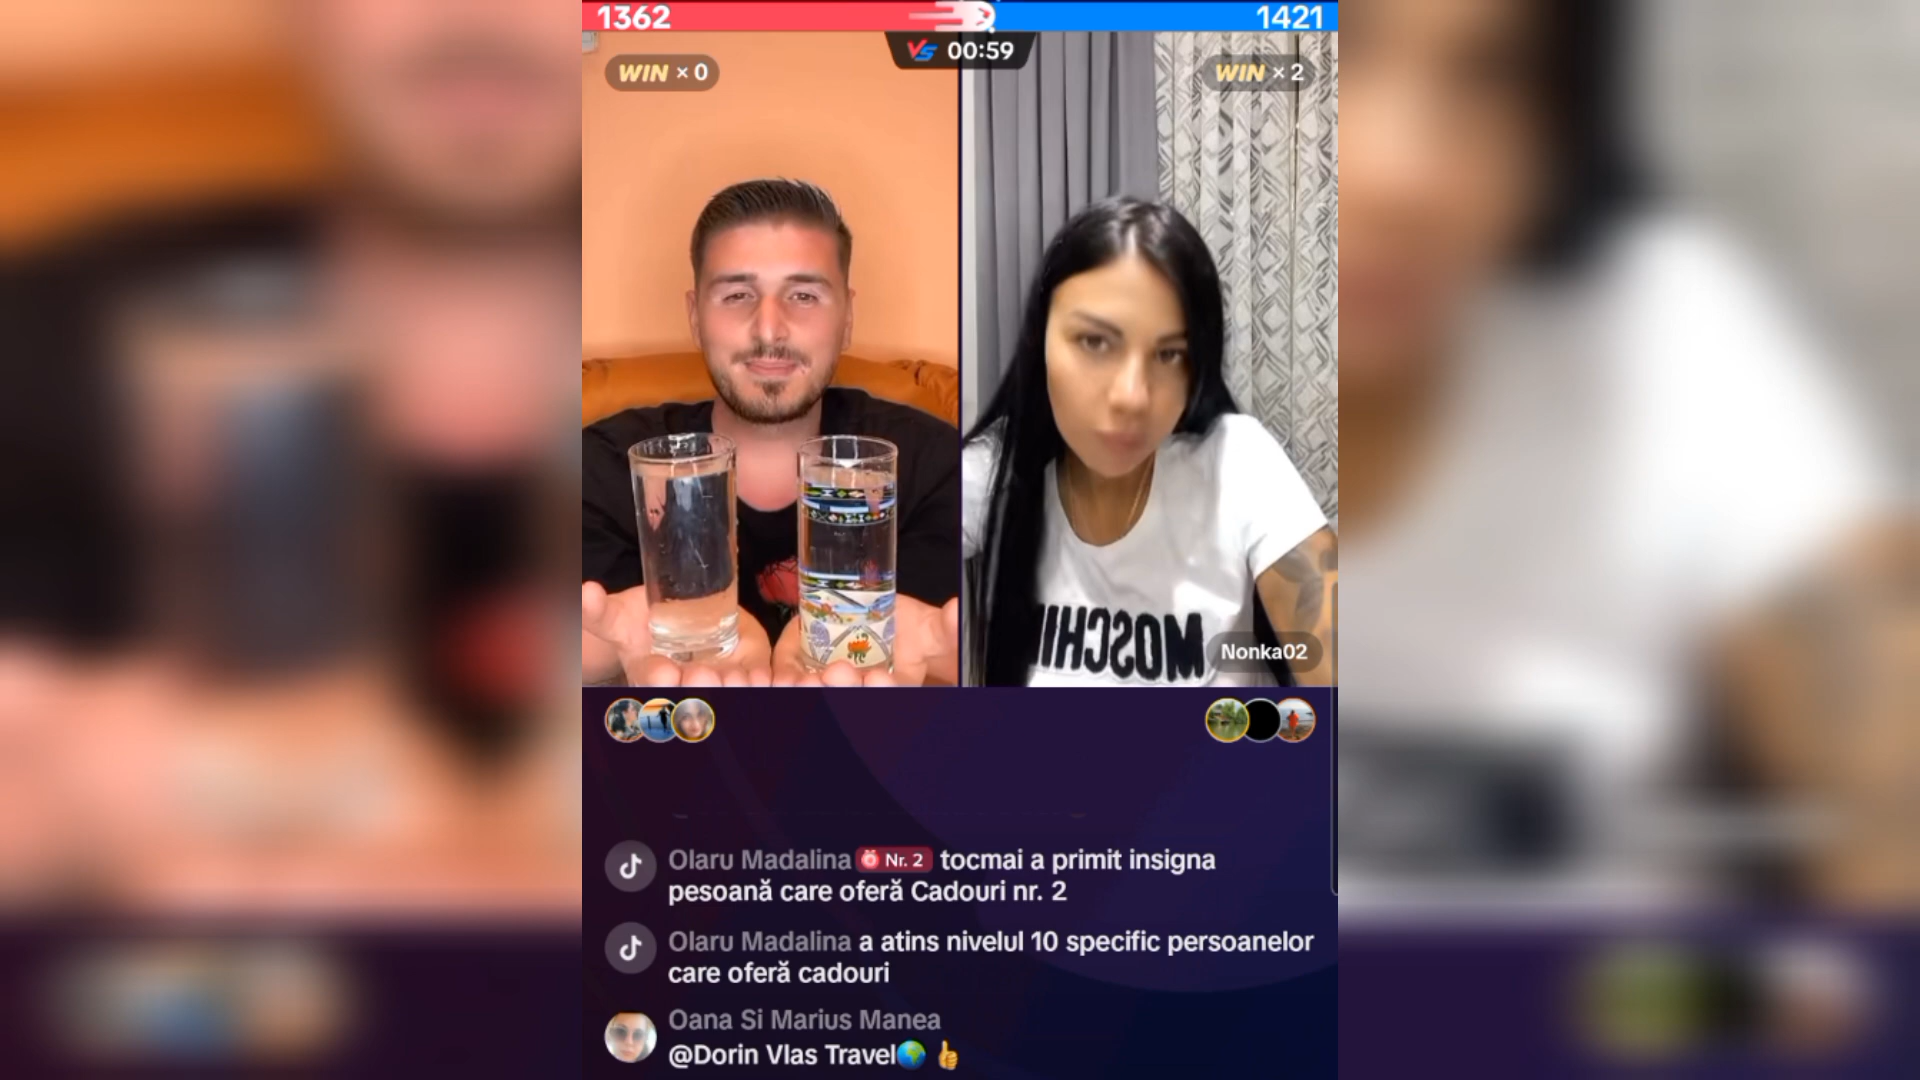 1362
1421
VS 00:59
WIN × 0
WIN × 2
MOSCHI
Nonka02
Olaru Madalina Nr. 2 tocmai a primit insigna
pesoană care oferă Cadouri nr. 2
Olaru Madalina a atins nivelul 10 specific persoanelor
care oferă cadouri
Oana Si Marius Manea
@Dorin Vlas Travel🌍 👍